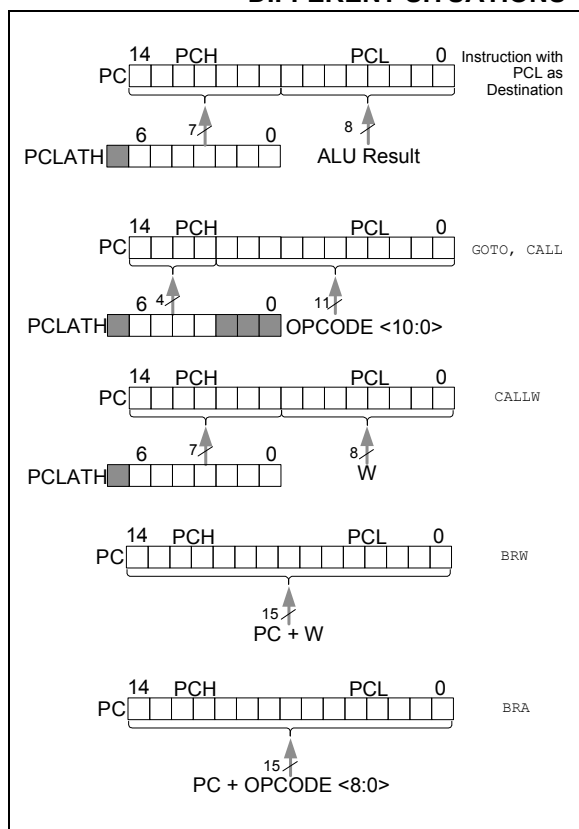 DIFFERENT SITUATIONS
14 PCH PCL 0
PC
Instruction with
PCL as
Destination
7 8
6 0
PCLATH
ALU Result
14 PCH PCL 0
PC
GOTO, CALL
4 11
6 0
PCLATH
OPCODE <10:0>
14 PCH PCL 0
PC
CALLW
7 8
6 0
PCLATH
W
14 PCH PCL 0
PC
BRW
15
PC + W
14 PCH PCL 0
PC
BRA
15
PC + OPCODE <8:0>